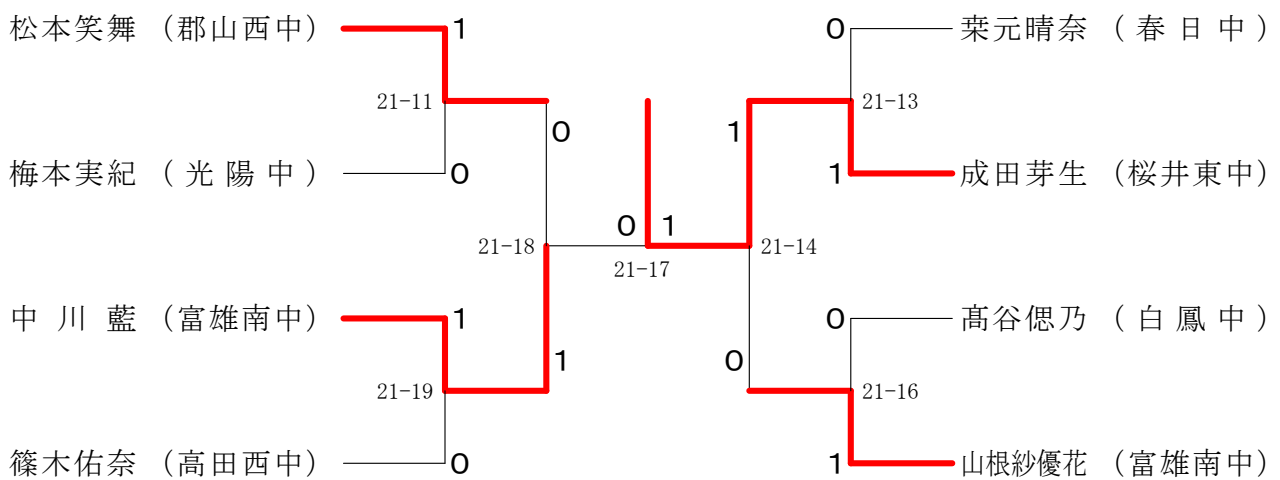 松本笑舞 (郡山西中) 1 0 桒元晴奈 (春日中)
21-11 21-13
0 1
梅本実紀 (光陽中) 0 1 成田芽生 (桜井東中)
0 1
21-18 21-14
21-17
中川藍 (富雄南中) 1 0 髙谷偲乃 (白鳳中)
1 0
21-19 21-16
篠木佑奈 (高田西中) 0 1 山根紗優花 (富雄南中)